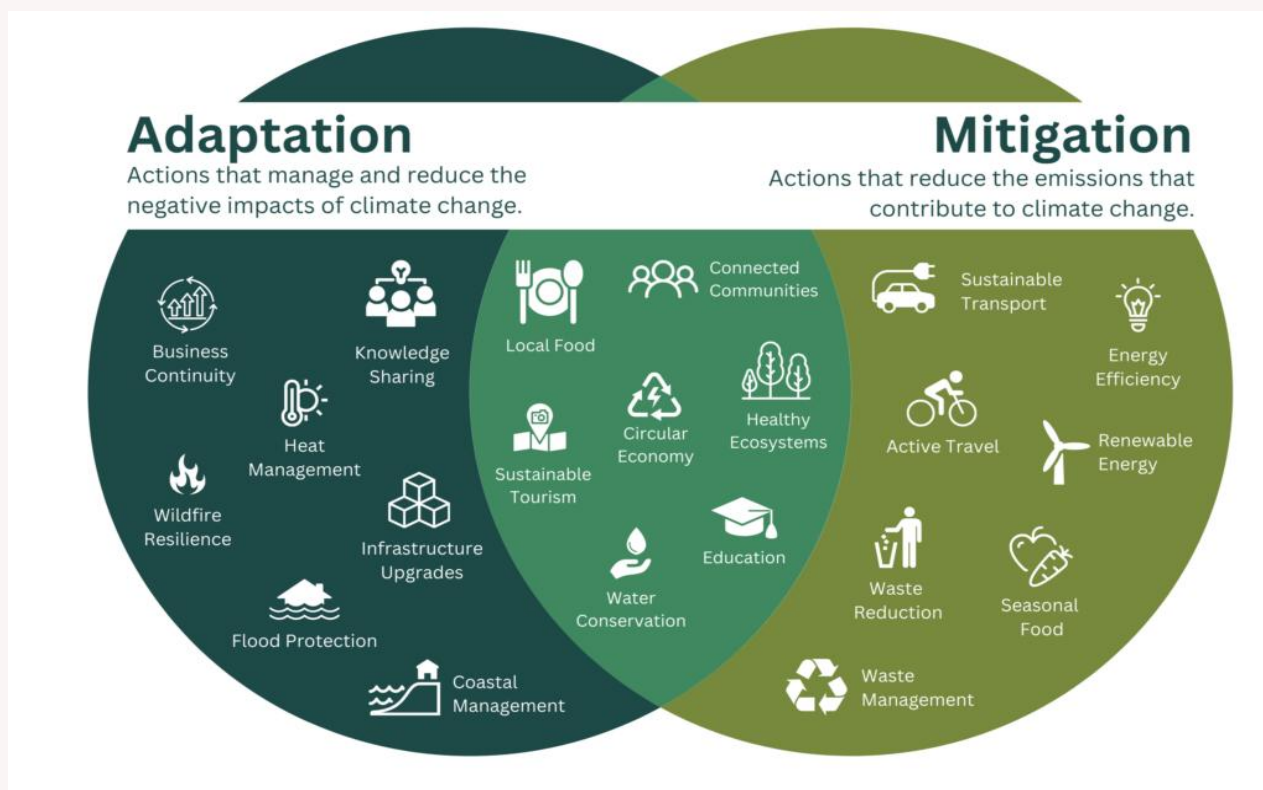 Adaptation
Actions that manage and reduce the
negative impacts of climate change.
Mitigation
Actions that reduce the emissions that
contribute to climate change.
Business
Continuity
Knowledge
Sharing
Heat
Management
Wildfire
Resilience
Infrastructure
Upgrades
Flood Protection
Coastal
Management
Local Food
Connected
Communities
Sustainable
Tourism
Circular
Economy
Healthy
Ecosystems
Education
Water
Conservation
Sustainable
Transport
Energy
Efficiency
Active Travel
Renewable
Energy
Waste
Reduction
Seasonal
Food
Waste
Management